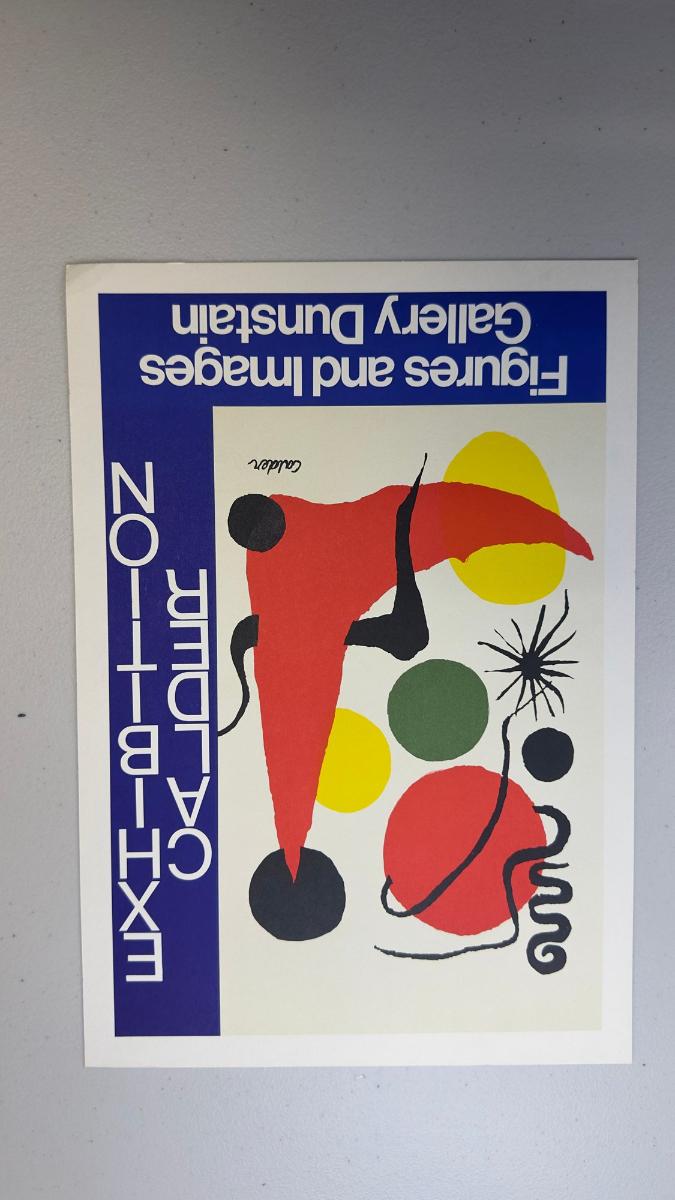 CALDER
EXHIBITION
Calder
Figures and Images
Gallery Dunstain